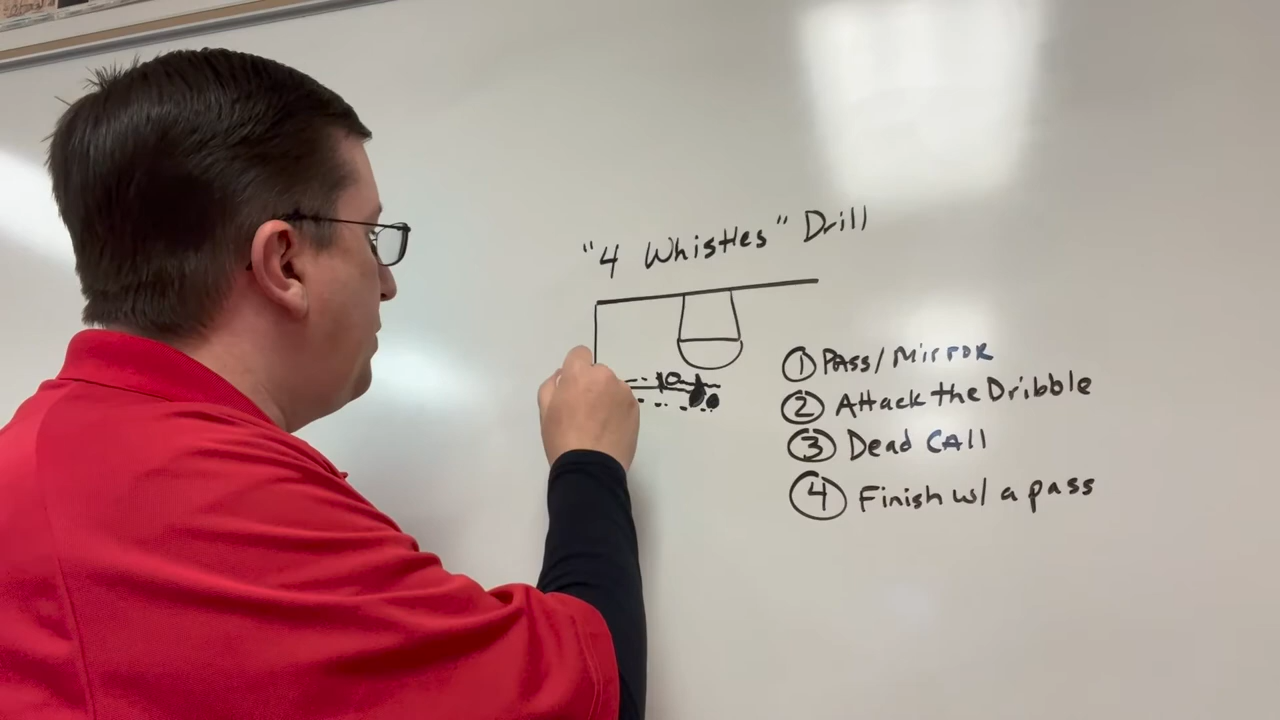 "4 Whistles" Drill
① Pass/Mirror
② Attack the Dribble
③ Dead Call
④ Finish w/ a pass